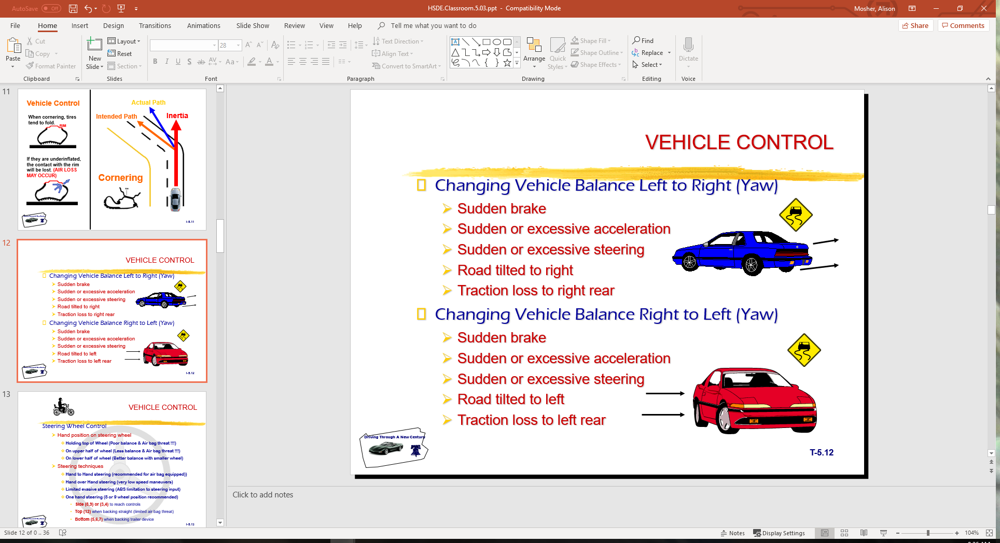 AutoSave Off
HSDE.Classroom.5.03.ppt - Compatibility Mode
Mosher, Alison
File Home Insert Design Transitions Animations Slide Show Review View Help Tell me what you want to do
Share Comments
Paste
Cut
Copy
Format Painter
Clipboard
New Slide
Layout
Reset
Section
Slides
28
B I U S ab AV Aa A
Font
Text Direction
Align Text
Convert to SmartArt
Paragraph
Arrange
Quick Styles
Shape Fill
Shape Outline
Shape Effects
Drawing
Find
Replace
Select
Editing
Dictate
Voice
11
Vehicle Control
When cornering, tires
tend to fold.
RIM
If they are underinflated,
the contact with the rim
will be lost. (AIR LOSS
MAY OCCUR)
Actual Path
Intended Path
Inertia
Cornering
T-5.11
12
VEHICLE CONTROL
Changing Vehicle Balance Left to Right (Yaw)
Sudden brake
Sudden or excessive acceleration
Sudden or excessive steering
Road tilted to right
Traction loss to right rear
Changing Vehicle Balance Right to Left (Yaw)
Sudden brake
Sudden or excessive acceleration
Sudden or excessive steering
Road tilted to left
Traction loss to left rear
T-5.12
13
VEHICLE CONTROL
Steering Wheel Control
Hand position on steering wheel
Holding top of Wheel (Poor balance & Air bag threat !!!)
On upper half of wheel (Less balance & Air bag threat !!!)
On lower half of wheel (Better balance with smaller wheel)
Steering techniques
Hand to Hand steering (recommended for air bag equipped))
Hand over Hand steering (very low speed maneuvers)
Limited evasive steering (ABS limitation to steering input)
One hand steering (8 or 9 wheel position recommended)
Side (8,9) or (3,4) to reach controls
Top (12) when backing straight (limited air bag threat)
Bottom (5,6,7) when backing trailer device
T-5.13
VEHICLE CONTROL
Changing Vehicle Balance Left to Right (Yaw)
Sudden brake
Sudden or excessive acceleration
Sudden or excessive steering
Road tilted to right
Traction loss to right rear
Changing Vehicle Balance Right to Left (Yaw)
Sudden brake
Sudden or excessive acceleration
Sudden or excessive steering
Road tilted to left
Traction loss to left rear
Driving Through A New Century
T-5.12
Click to add notes
Slide 12 of 0 .. 36
Notes Display Settings
104%